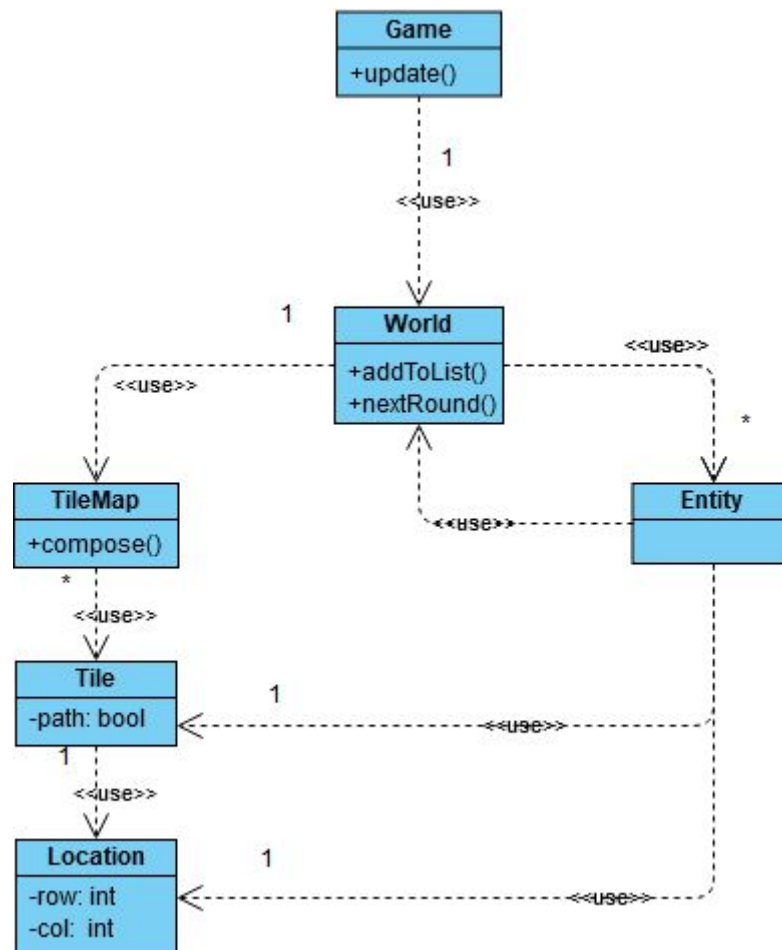 Game
+update()
1
<<use>>
1
World
+addToList()
+nextRound()
<<use>>
<<use>>
*
TileMap
+compose()
Entity
<<use>>
*
<<use>>
Tile
-path: bool
1
<<use>>
1
<<use>>
Location
-row: int
-col: int
1
<<use>>